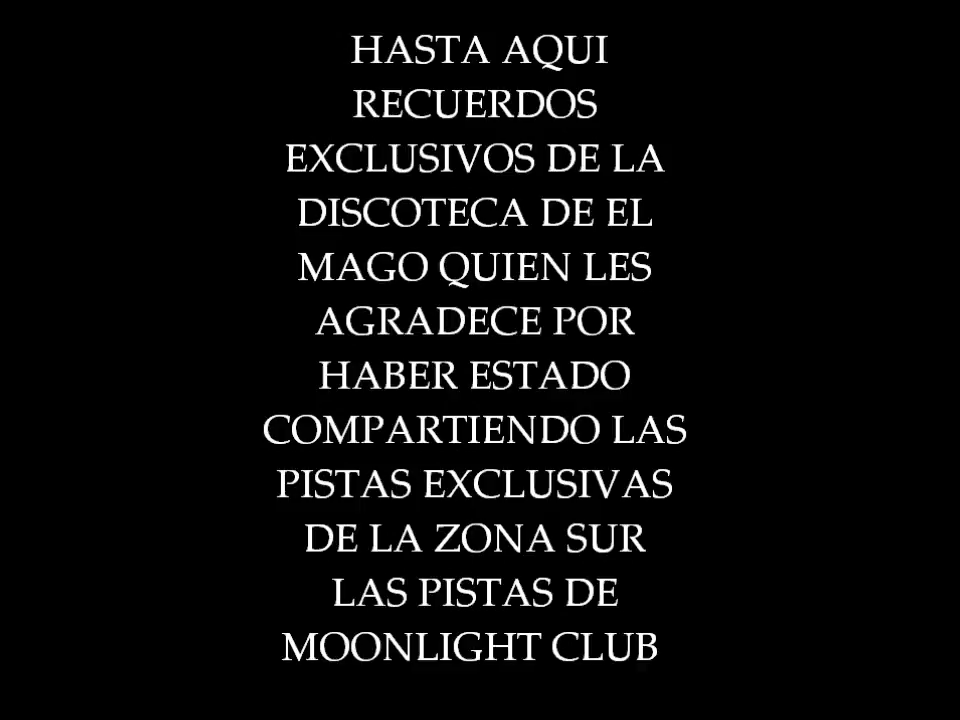 HASTA AQUI
RECUERDOS
EXCLUSIVOS DE LA
DISCOTECA DE EL
MAGO QUIEN LES
AGRADECE POR
HABER ESTADO
COMPARTIENDO LAS
PISTAS EXCLUSIVAS
DE LA ZONA SUR
LAS PISTAS DE
MOONLIGHT CLUB